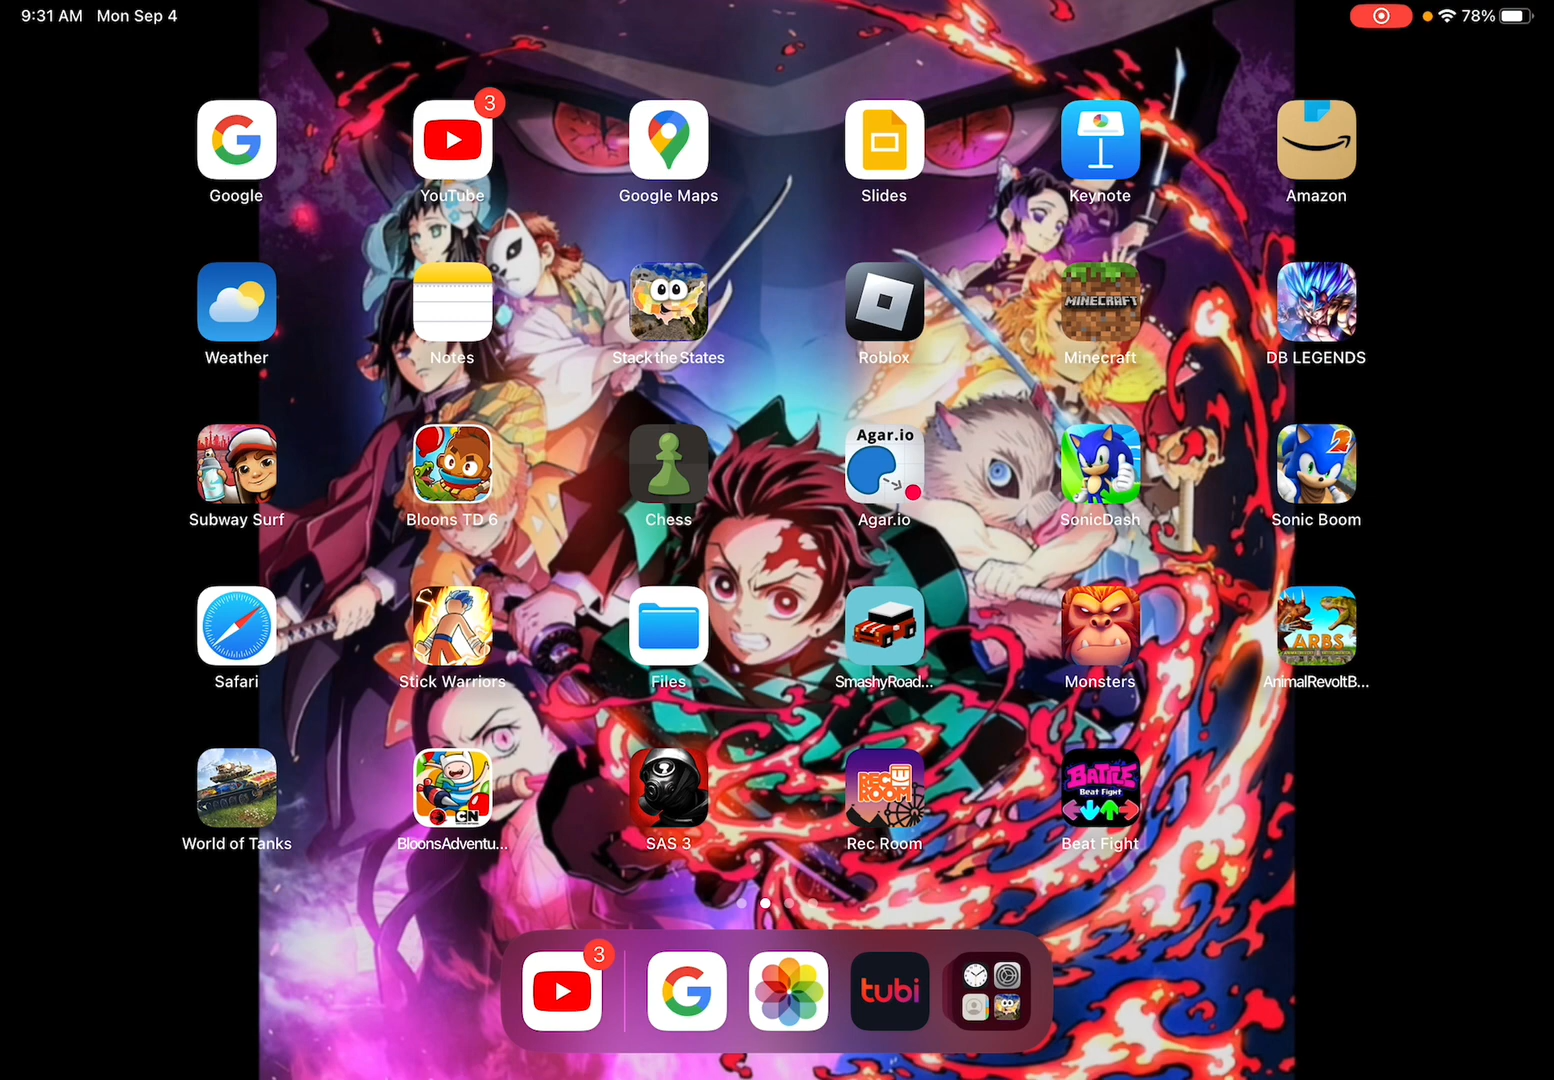 9:31 AM Mon Sep 4
78%
3
Google
YouTube
Google Maps
Slides
Keynote
Amazon
MINECRAFT
Weather
Notes
Stack the States
Roblox
Minecraft
DB LEGENDS
Agar.io
2
Subway Surf
Bloons TD 6
Chess
Agar.io
SonicDash
Sonic Boom
ARBS
Safari
Stick Warriors
Files
SmashyRoad...
Monsters
AnimalRevoltB...
CN
REC ROOM
BATTLE
Beat Fight
World of Tanks
BloonsAdventu...
SAS 3
Rec Room
Beat Fight
3
tubi